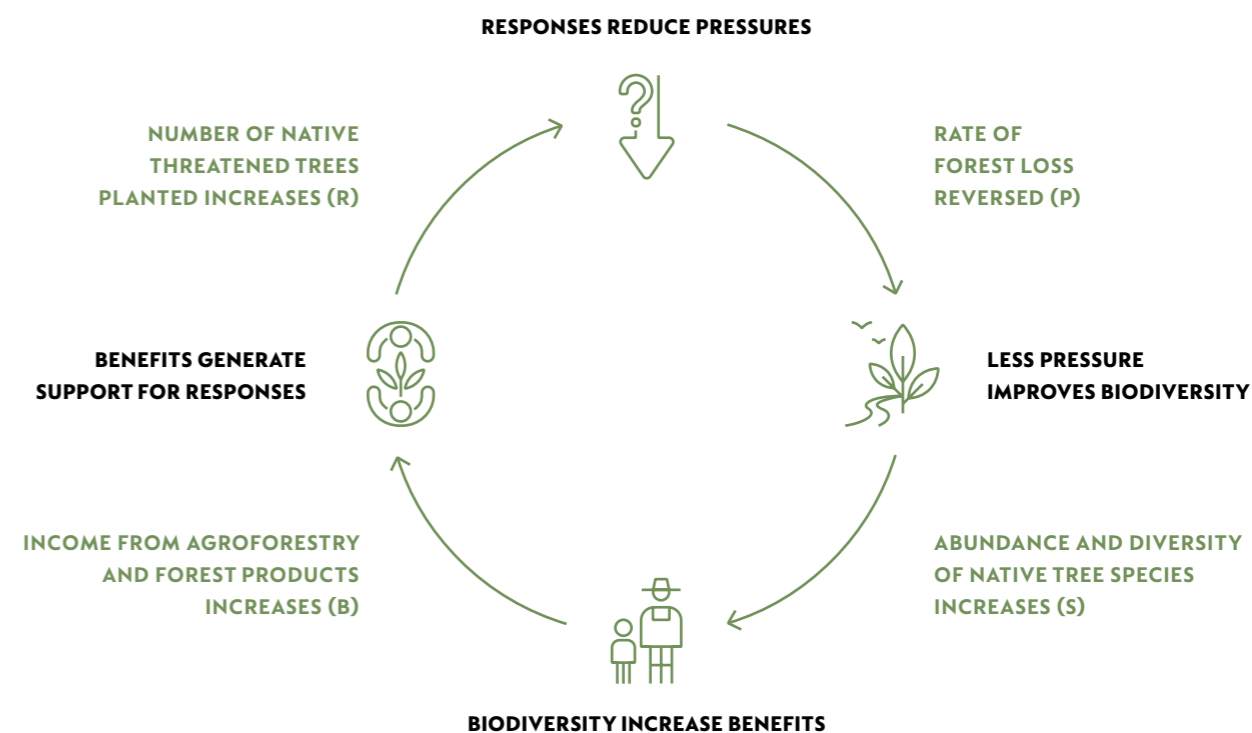 RESPONSES REDUCE PRESSURES
NUMBER OF NATIVE
THREATENED TREES
PLANTED INCREASES (R)
RATE OF
FOREST LOSS
REVERSED (P)
BENEFITS GENERATE
SUPPORT FOR RESPONSES
LESS PRESSURE
IMPROVES BIODIVERSITY
INCOME FROM AGROFORESTRY
AND FOREST PRODUCTS
INCREASES (B)
ABUNDANCE AND DIVERSITY
OF NATIVE TREE SPECIES
INCREASES (S)
BIODIVERSITY INCREASE BENEFITS